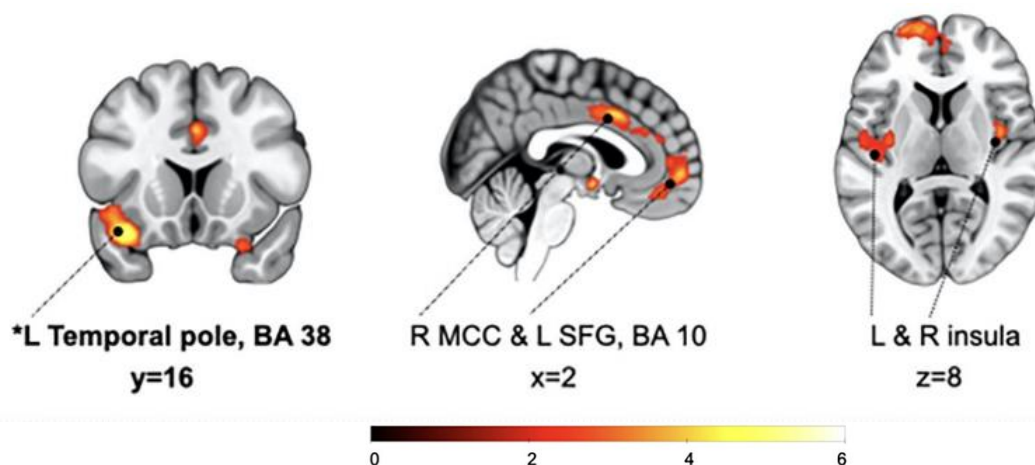 *L Temporal pole, BA 38
y=16
R MCC & L SFG, BA 10
x=2
L & R insula
z=8
0 2 4 6